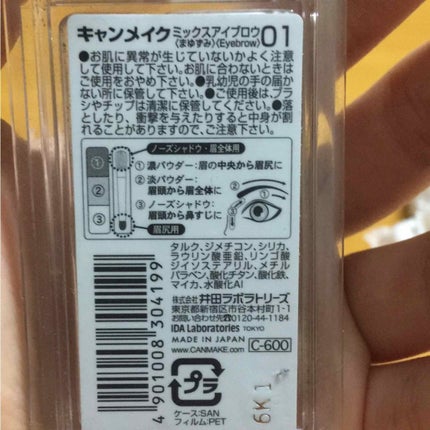 キャンメイク ミックスアイブロウ 01
〈まゆずみ〉〈Eyebrow〉
●お肌に異常が生じていないかよく注意
して使用して下さい。お肌に合わないときは
ご使用をおやめ下さい。●乳幼児の手の届か
ない所に保管して下さい。●ご使用後は、ブラ
シやチップは清潔に保管してください。●落
としたり、衝撃を与えたりすると中身が割
れることがありますので、ご注意下さい。
ノーズシャドウ・眉全体用
① 濃パウダー:眉の中央から眉尻に
② 淡パウダー:
眉頭から眉全体に
③ ノーズシャドウ:
眉頭から鼻すじに
眉尻用
①
②
③
②
①
③
タルク、ジメチコン、シリカ、
ラウリン酸亜鉛、リンゴ酸
ジイソステアリル、メチル
パラベン、酸化チタン、酸化鉄、
マイカ、水酸化Al
株式会社 井田ラボラトリーズ
東京都新宿区市谷本村町1-1
お問い合わせ先 0120-44-1184
IDA Laboratories TOKYO
MADE IN JAPAN
www.CANMAKE.com
C-600
4901008304199
プラ
ケース:SAN
フィルム:PET
6K1